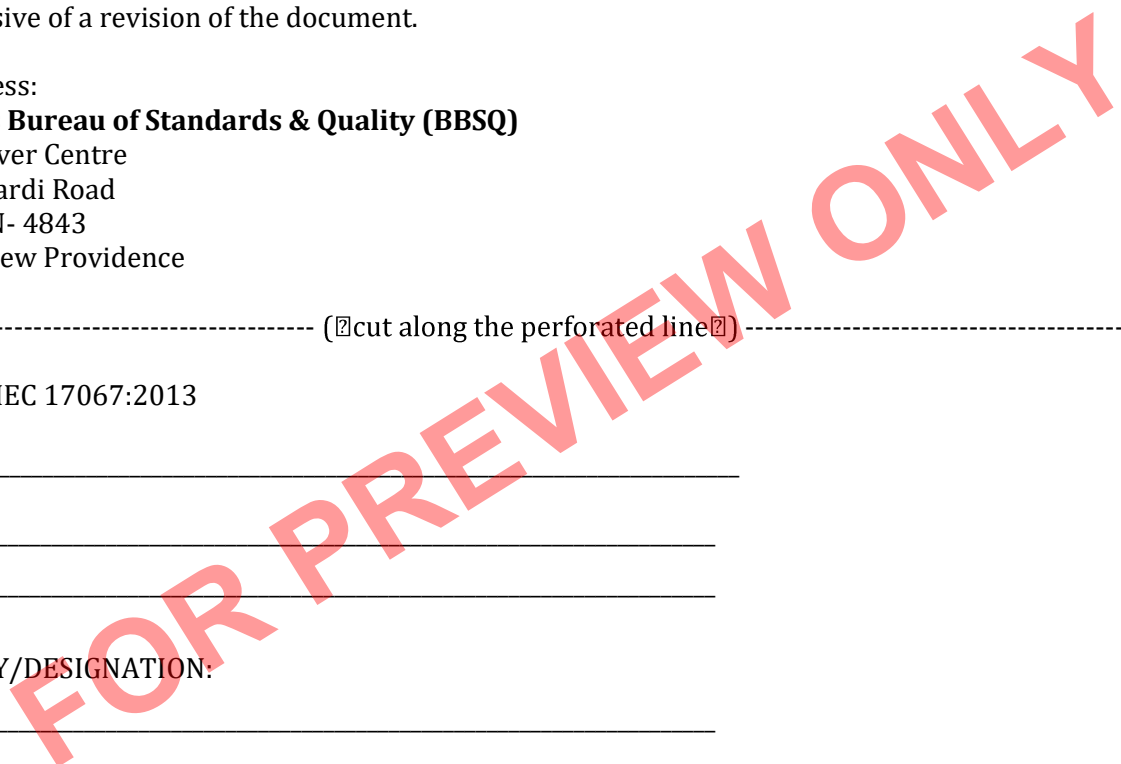 sive of a revision of the document.
ess:
Bureau of Standards & Quality (BBSQ)
ver Centre
ardi Road
N- 4843
ew Providence
---------------------------------- (⍰cut along the perforated line⍰)--------------------------------------------
IEC 17067:2013
Y/DESIGNATION:
FOR PREVIEW ONLY